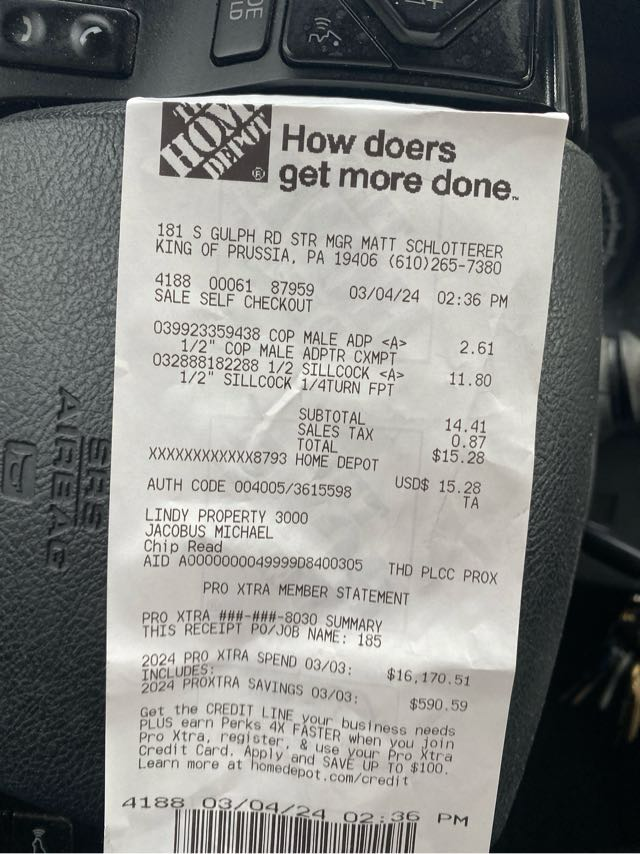 DE
OLD
THE
HOME
DEPOT
®
How doers
get more done™
181 S GULPH RD STR MGR MATT SCHLOTTERER
KING OF PRUSSIA, PA 19406 (610)265-7380
4188 00061 87959 03/04/24 02:36 PM
SALE SELF CHECKOUT
039923359438 COP MALE ADP <A> 2.61
1/2" COP MALE ADPTR CXMPT
032888182288 1/2 SILLCOCK <A> 11.80
1/2" SILLCOCK 1/4TURN FPT
SUBTOTAL 14.41
SALES TAX 0.87
TOTAL $15.28
XXXXXXXXXXXX8793 HOME DEPOT
USD$ 15.28
AUTH CODE 004005/3615598 TA
LINDY PROPERTY 3000
JACOBUS MICHAEL
Chip Read
AID A0000000049999D8400305 THD PLCC PROX
PRO XTRA MEMBER STATEMENT
PRO XTRA ###-###-8030 SUMMARY
THIS RECEIPT PO/JOB NAME: 185
2024 PRO XTRA SPEND 03/03: $16,170.51
INCLUDES:
2024 PROXTRA SAVINGS 03/03: $590.59
Get the CREDIT LINE your business needs
PLUS earn Perks 4X FASTER when you join
Pro Xtra, register, & use your Pro Xtra
Credit Card. Apply and SAVE UP TO $100.
Learn more at homedepot.com/credit
4188 03/04/24 02:36 PM
SRS
AIRBAG